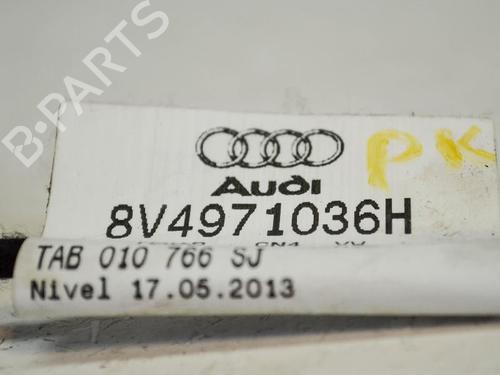 B-PARTS
PK
Audi
8V4971036H
TAB 010 766 SJ
Nivel 17.05.2013